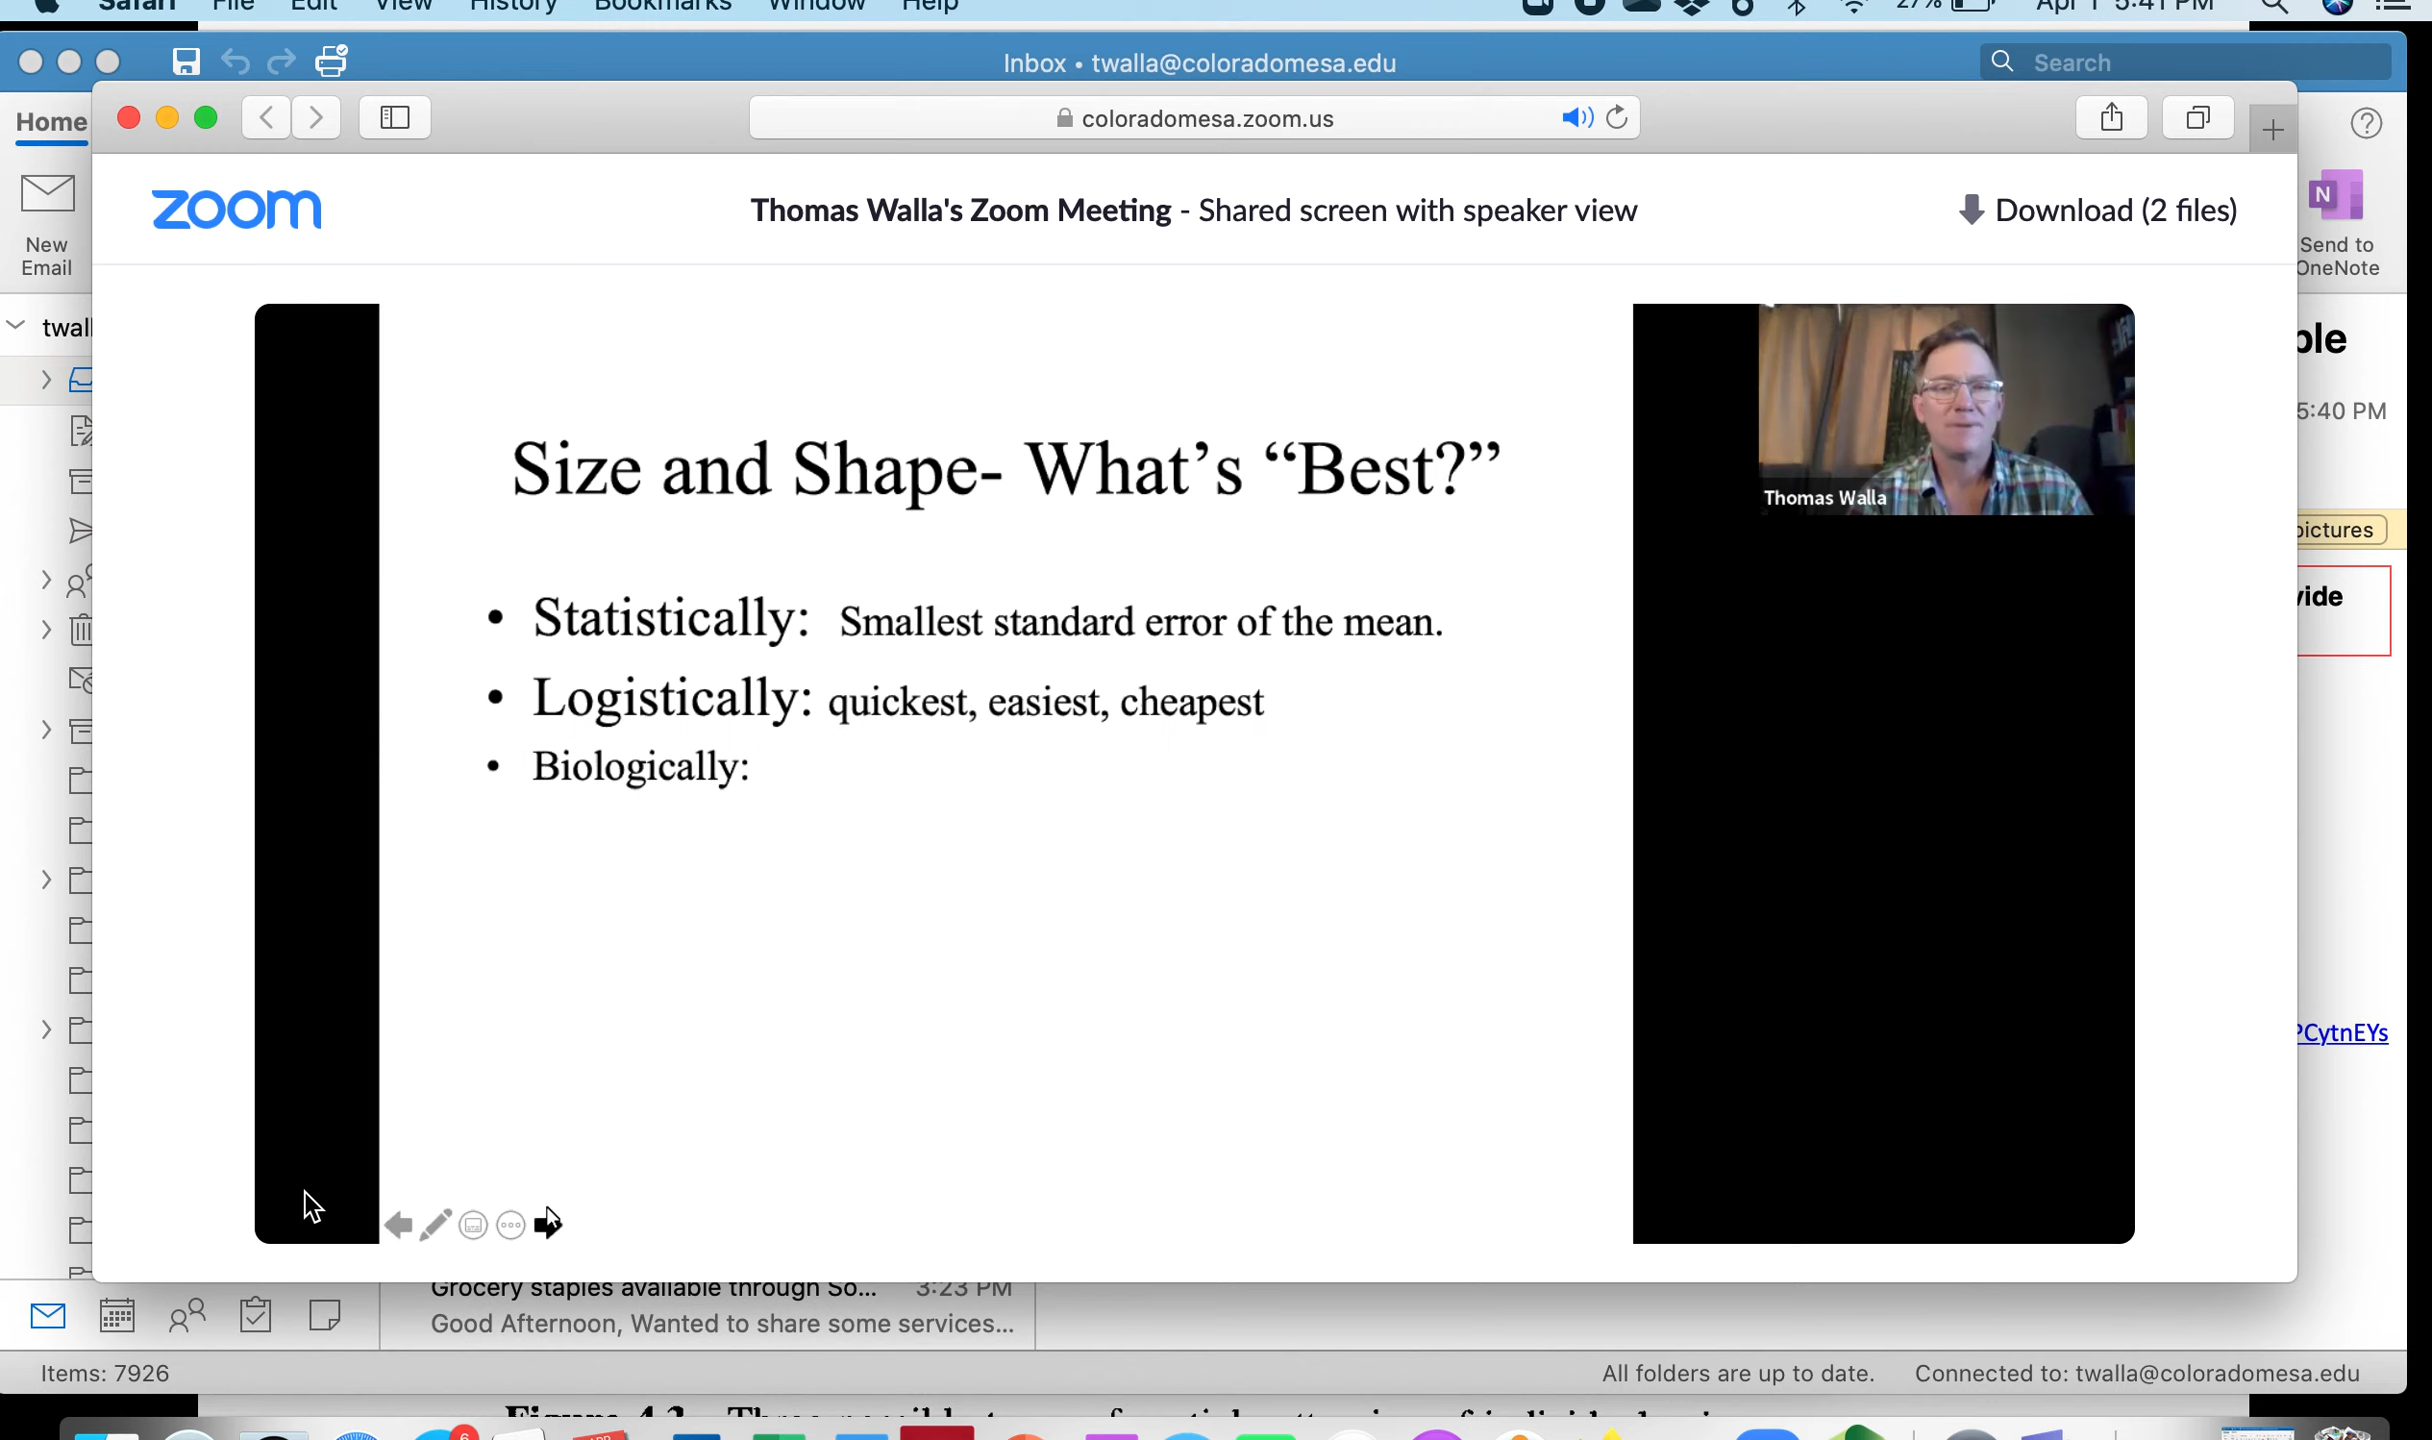 Safari File Edit View History Bookmarks Window Help 27% Apr 1 5:41 PM
Inbox • twalla@coloradomesa.edu
Search
Home
coloradomesa.zoom.us
New
Email
zoom
Thomas Walla's Zoom Meeting - Shared screen with speaker view
Download (2 files)
N
Send to
OneNote
twall
ple
5:40 PM
Thomas Walla
Size and Shape- What's “Best?”
pictures
vide
• Statistically: Smallest standard error of the mean.
• Logistically: quickest, easiest, cheapest
• Biologically:
PCytnEYs
Grocery staples available through So... 3:23 PM
Good Afternoon, Wanted to share some services...
Items: 7926
All folders are up to date. Connected to: twalla@coloradomesa.edu
6
APR